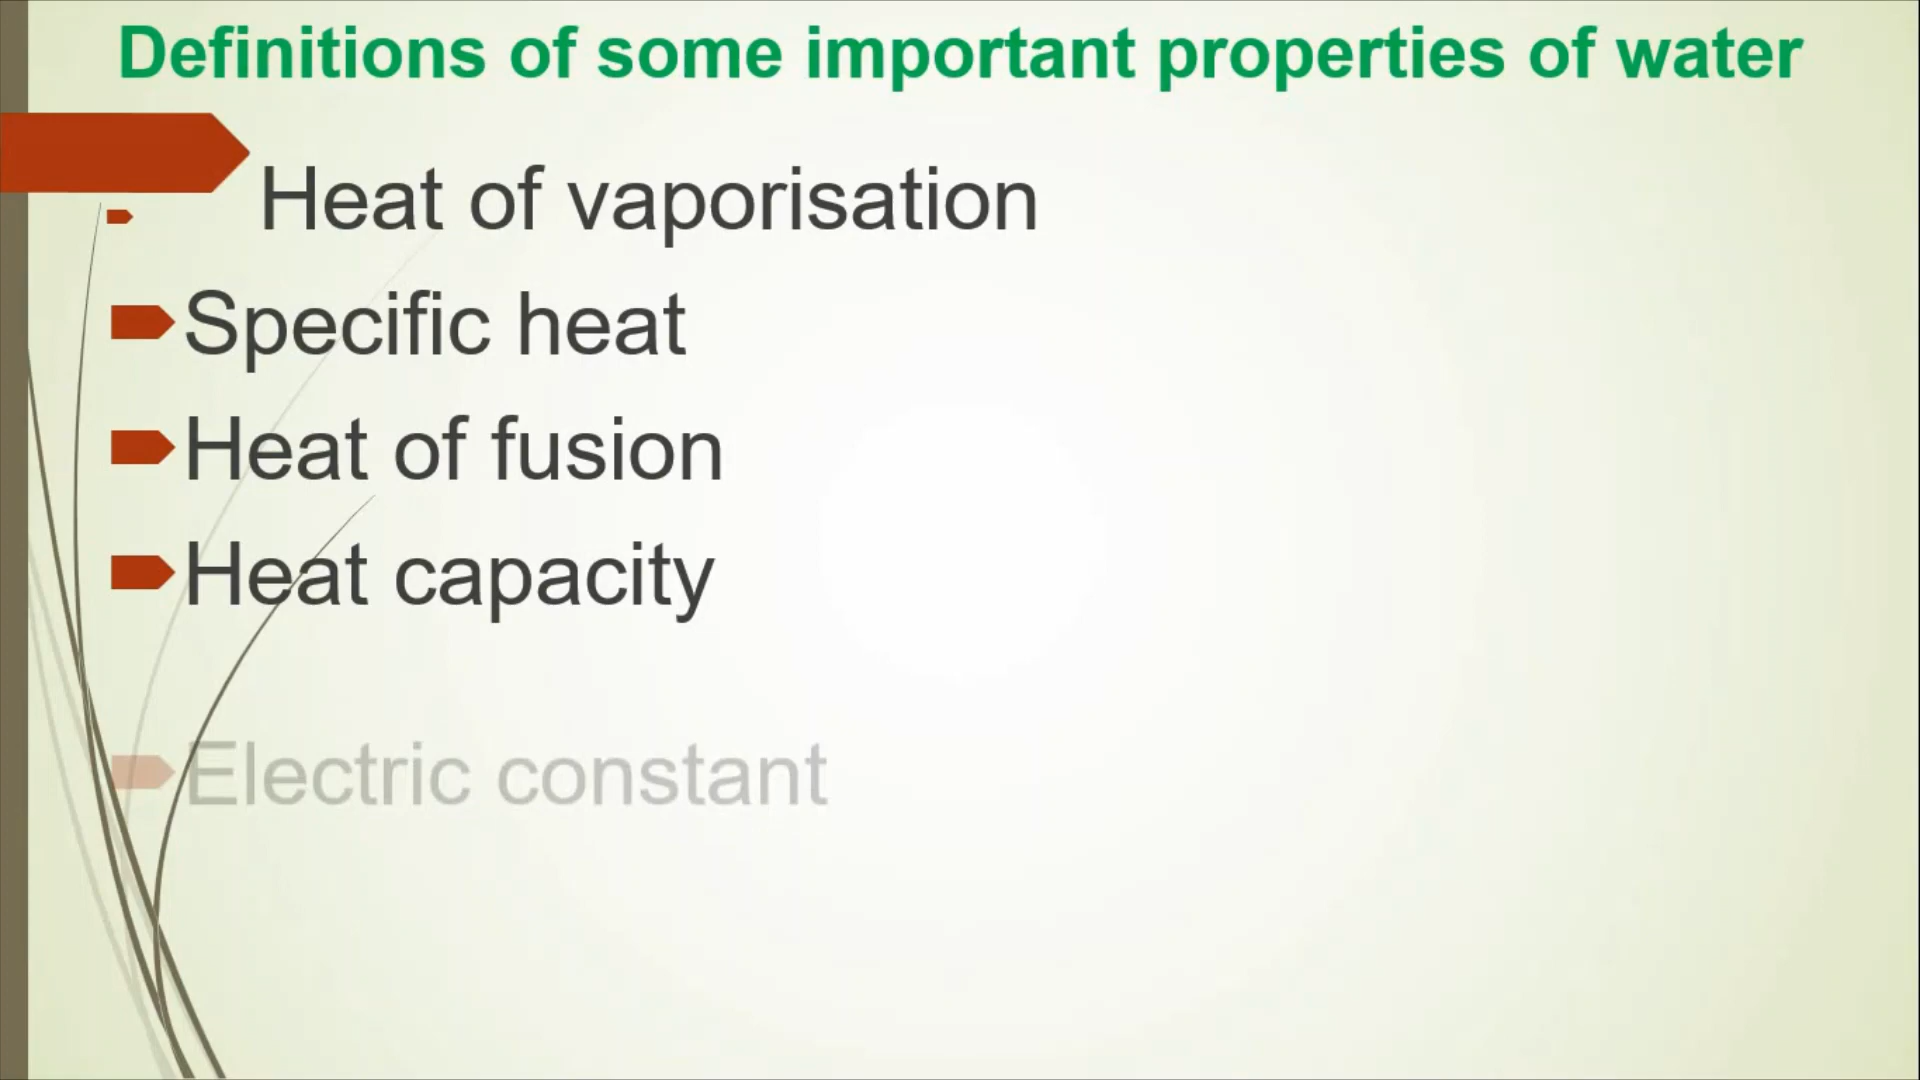 Definitions of some important properties of water
Heat of vaporisation
Specific heat
Heat of fusion
Heat capacity
Electric constant